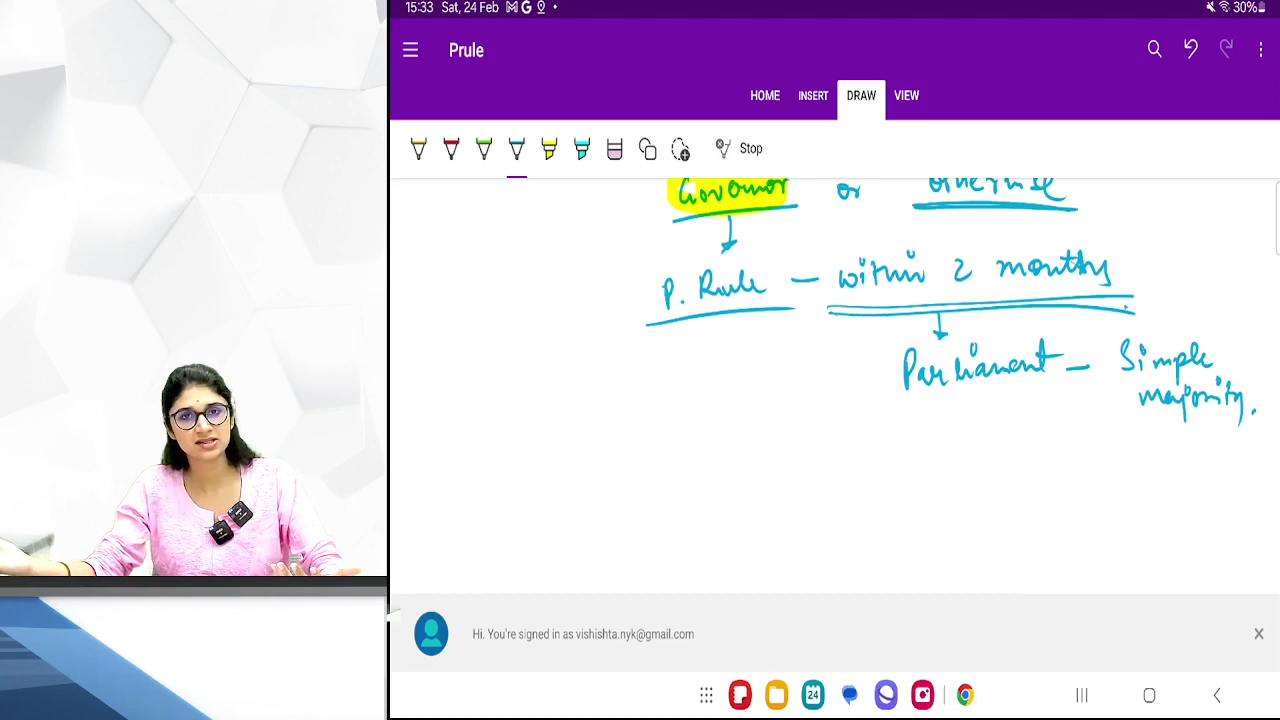 15:33 Sat, 24 Feb 30%
Prule
HOME INSERT DRAW VIEW
Stop
Governor or otherwise
P. Rule — within 2 months
Parliament — Simple
majority.
Hi. You're signed in as vishishta.nyk@gmail.com
24